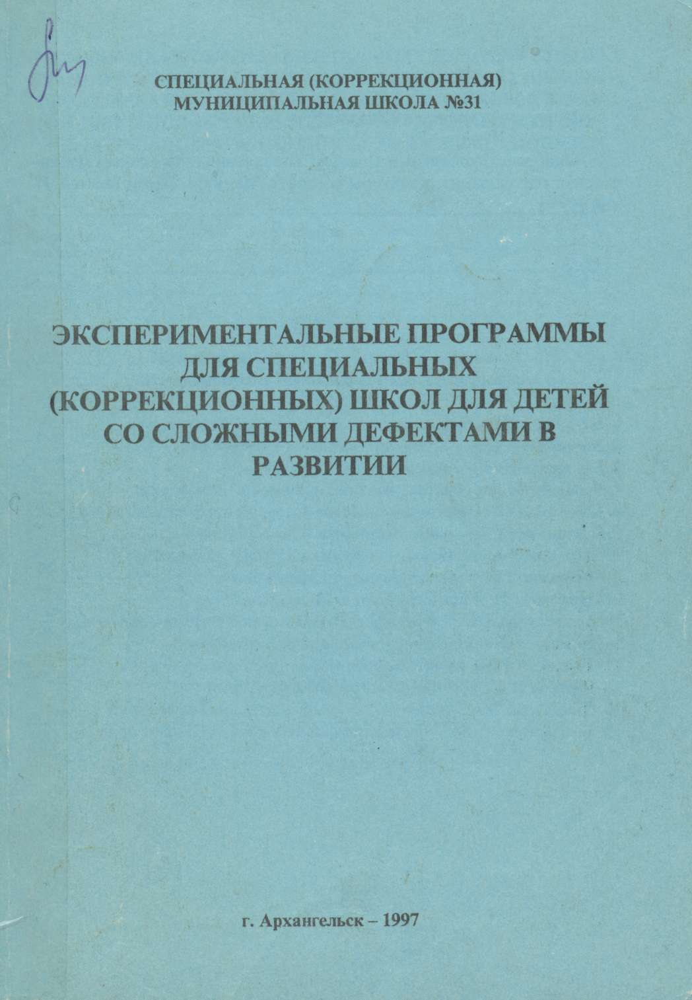 СПЕЦИАЛЬНАЯ (КОРРЕКЦИОННАЯ)
МУНИЦИПАЛЬНАЯ ШКОЛА №31
ЭКСПЕРИМЕНТАЛЬНЫЕ ПРОГРАММЫ
ДЛЯ СПЕЦИАЛЬНЫХ
(КОРРЕКЦИОННЫХ) ШКОЛ ДЛЯ ДЕТЕЙ
СО СЛОЖНЫМИ ДЕФЕКТАМИ В
РАЗВИТИИ
г. Архангельск – 1997